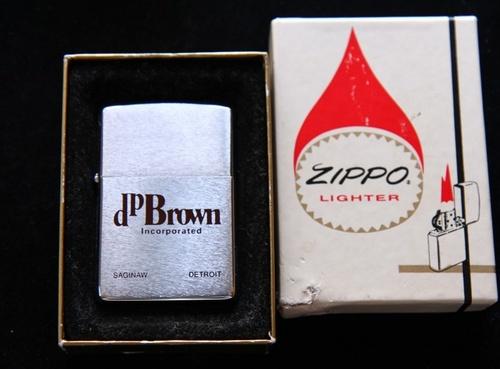 dpBrown
Incorporated
SAGINAW DETROIT
ZIPPO
LIGHTER